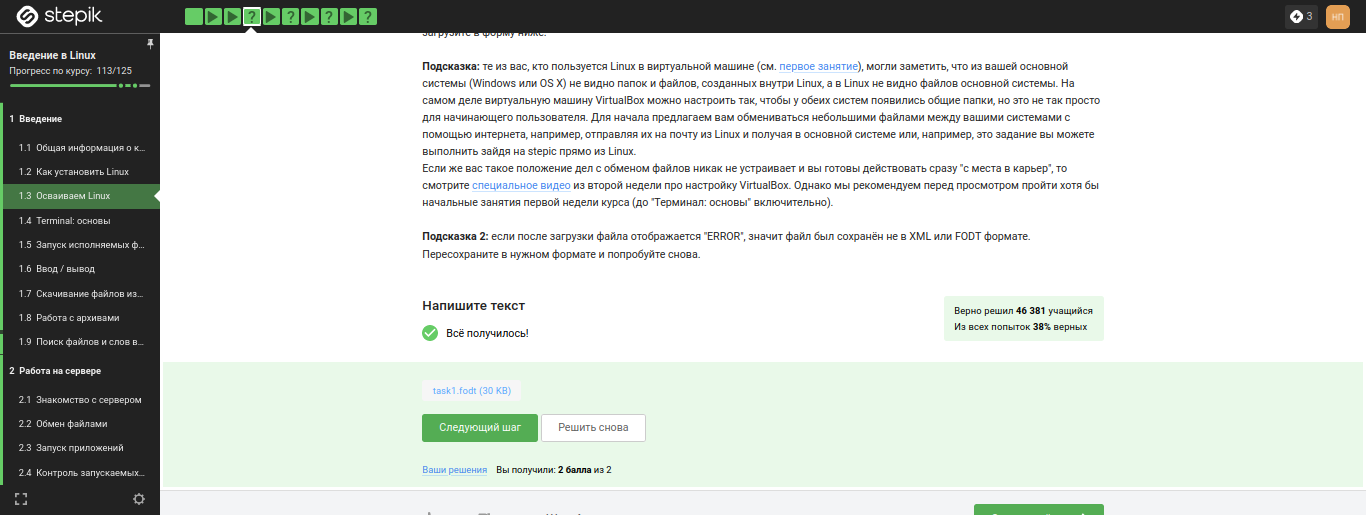 stepik
3
НП
Введение в Linux
Прогресс по курсу: 113/125
1 Введение
1.1 Общая информация о к...
1.2 Как установить Linux
1.3 Осваиваем Linux
1.4 Terminal: основы
1.5 Запуск исполняемых ф...
1.6 Ввод / вывод
1.7 Скачивание файлов из...
1.8 Работа с архивами
1.9 Поиск файлов и слов в...
2 Работа на сервере
2.1 Знакомство с сервером
2.2 Обмен файлами
2.3 Запуск приложений
2.4 Контроль запускаемых...
загрузите в форму ниже.
Подсказка: те из вас, кто пользуется Linux в виртуальной машине (см. первое занятие), могли заметить, что из вашей основной
системы (Windows или OS X) не видно папок и файлов, созданных внутри Linux, а в Linux не видно файлов основной системы. На
самом деле виртуальную машину VirtualBox можно настроить так, чтобы у обеих систем появились общие папки, но это не так просто
для начинающего пользователя. Для начала предлагаем вам обмениваться небольшими файлами между вашими системами с
помощью интернета, например, отправляя их на почту из Linux и получая в основной системе или, например, это задание вы можете
выполнить зайдя на stepic прямо из Linux.
Если же вас такое положение дел с обменом файлов никак не устраивает и вы готовы действовать сразу "с места в карьер", то
смотрите специальное видео из второй недели про настройку VirtualBox. Однако мы рекомендуем перед просмотром пройти хотя бы
начальные занятия первой недели курса (до "Терминал: основы" включительно).
Подсказка 2: если после загрузки файла отображается "ERROR", значит файл был сохранён не в XML или FODT формате.
Пересохраните в нужном формате и попробуйте снова.
Напишите текст
Всё получилось!
Верно решил 46 381 учащийся
Из всех попыток 38% верных
task1.fodt (30 KB)
Следующий шаг
Решить снова
Ваши решения Вы получили: 2 балла из 2